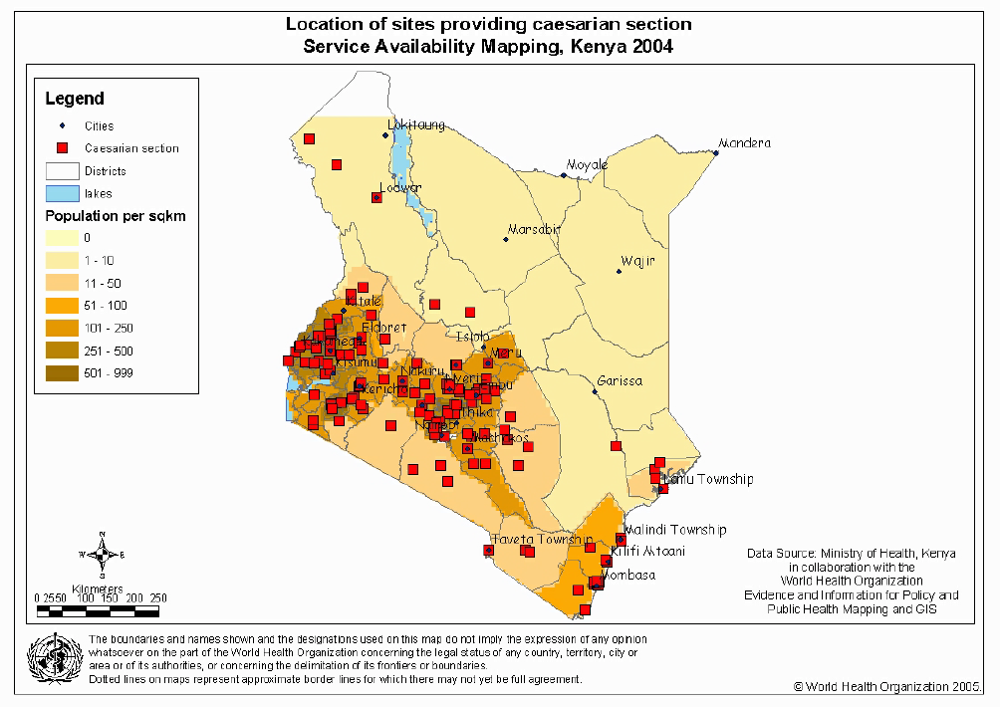 Location of sites providing caesarian section
Service Availability Mapping, Kenya 2004
Legend
Cities
Caesarian section
Districts
lakes
Population per sqkm
0
1 - 10
11 - 50
51 - 100
101 - 250
251 - 500
501 - 999
Lokitaung
Mandera
Moyale
Lodwar
Marsabit
Wajir
Kitale
Eldoret
Isiolo
Meru
Kisumu
Nakuru
Nyeri
Garissa
Kericho
Thika
Nairobi
Machakos
Lamu Township
Malindi Township
Taveta Township
Kilifi Mtaani
Mombasa
N
W E
S
Kilometers
0 2550 100 150 200 250
Data Source: Ministry of Health, Kenya
in collaboration with the
World Health Organization
Evidence and Information for Policy and
Public Health Mapping and GIS
The boundaries and names shown and the designations used on this map do not imply the expression of any opinion
whatsoever on the part of the World Health Organization concerning the legal status of any country, territory, city or
area or of its authorities, or concerning the delimitation of its frontiers or boundaries.
Dotted lines on maps represent approximate border lines for which there may not yet be full agreement.
© World Health Organization 2005.